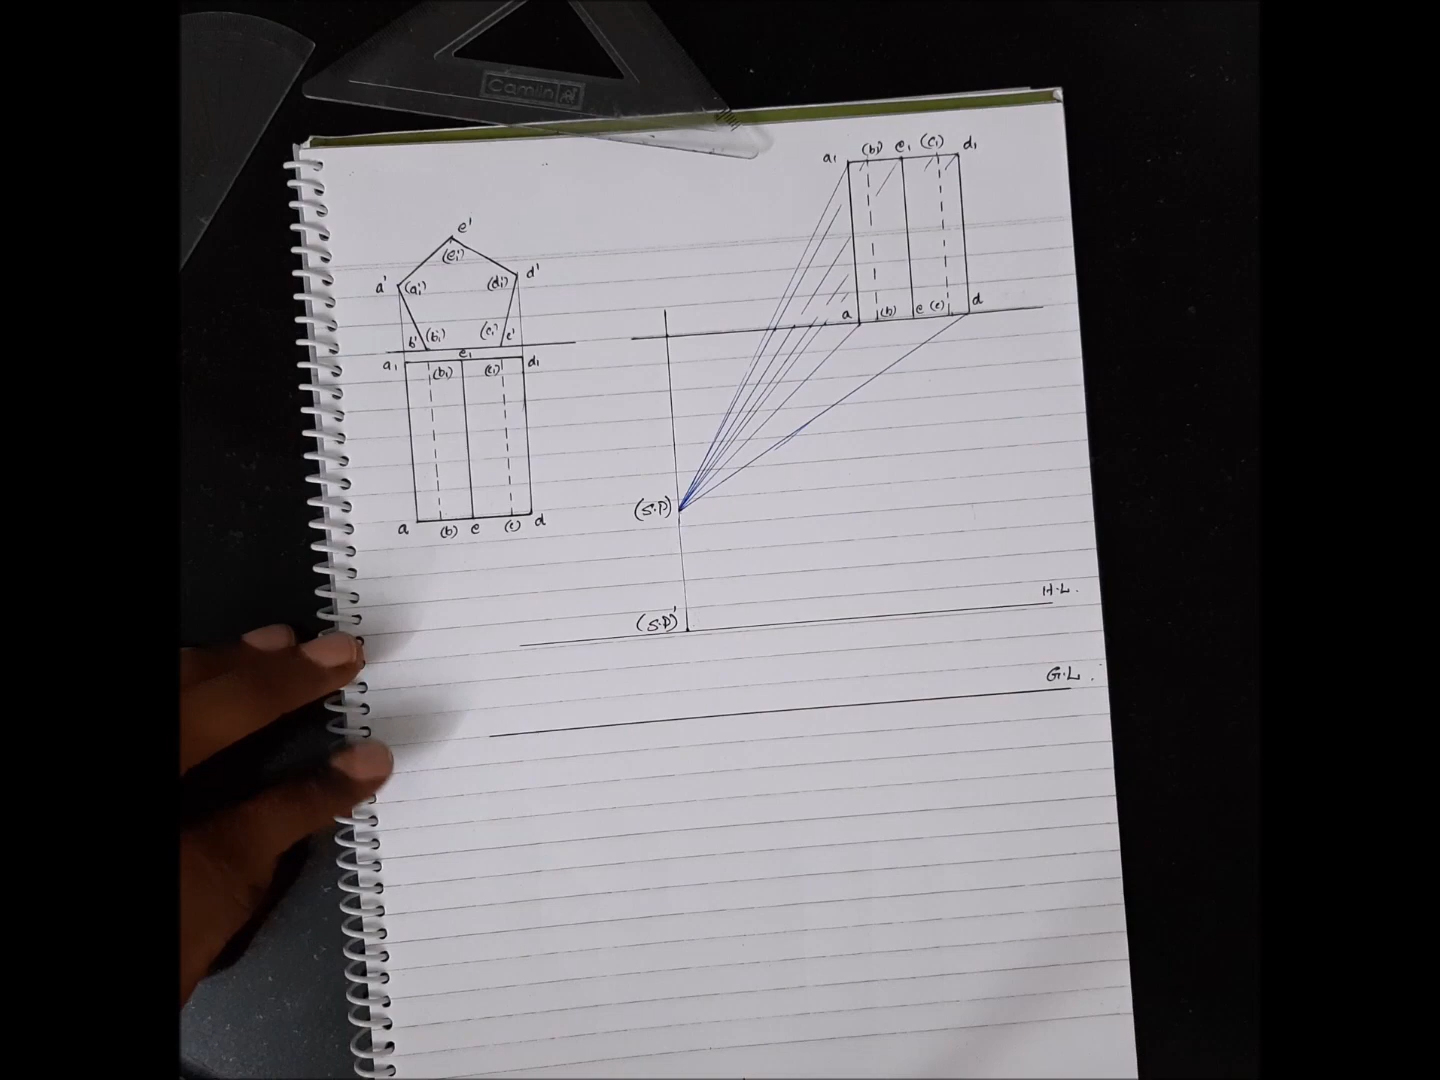 Camlin
a₁ (b₁) e₁ (c₁) d₁
e'
(e₁')
a' (a₁') (d₁') d'
b' (b₁') (c₁') c'
a (b) e (c) d
e₁
a₁ (b₁) (c₁) d₁
a (b) e (c) d
(S.P)
(S.P)'
H.L.
G.L.